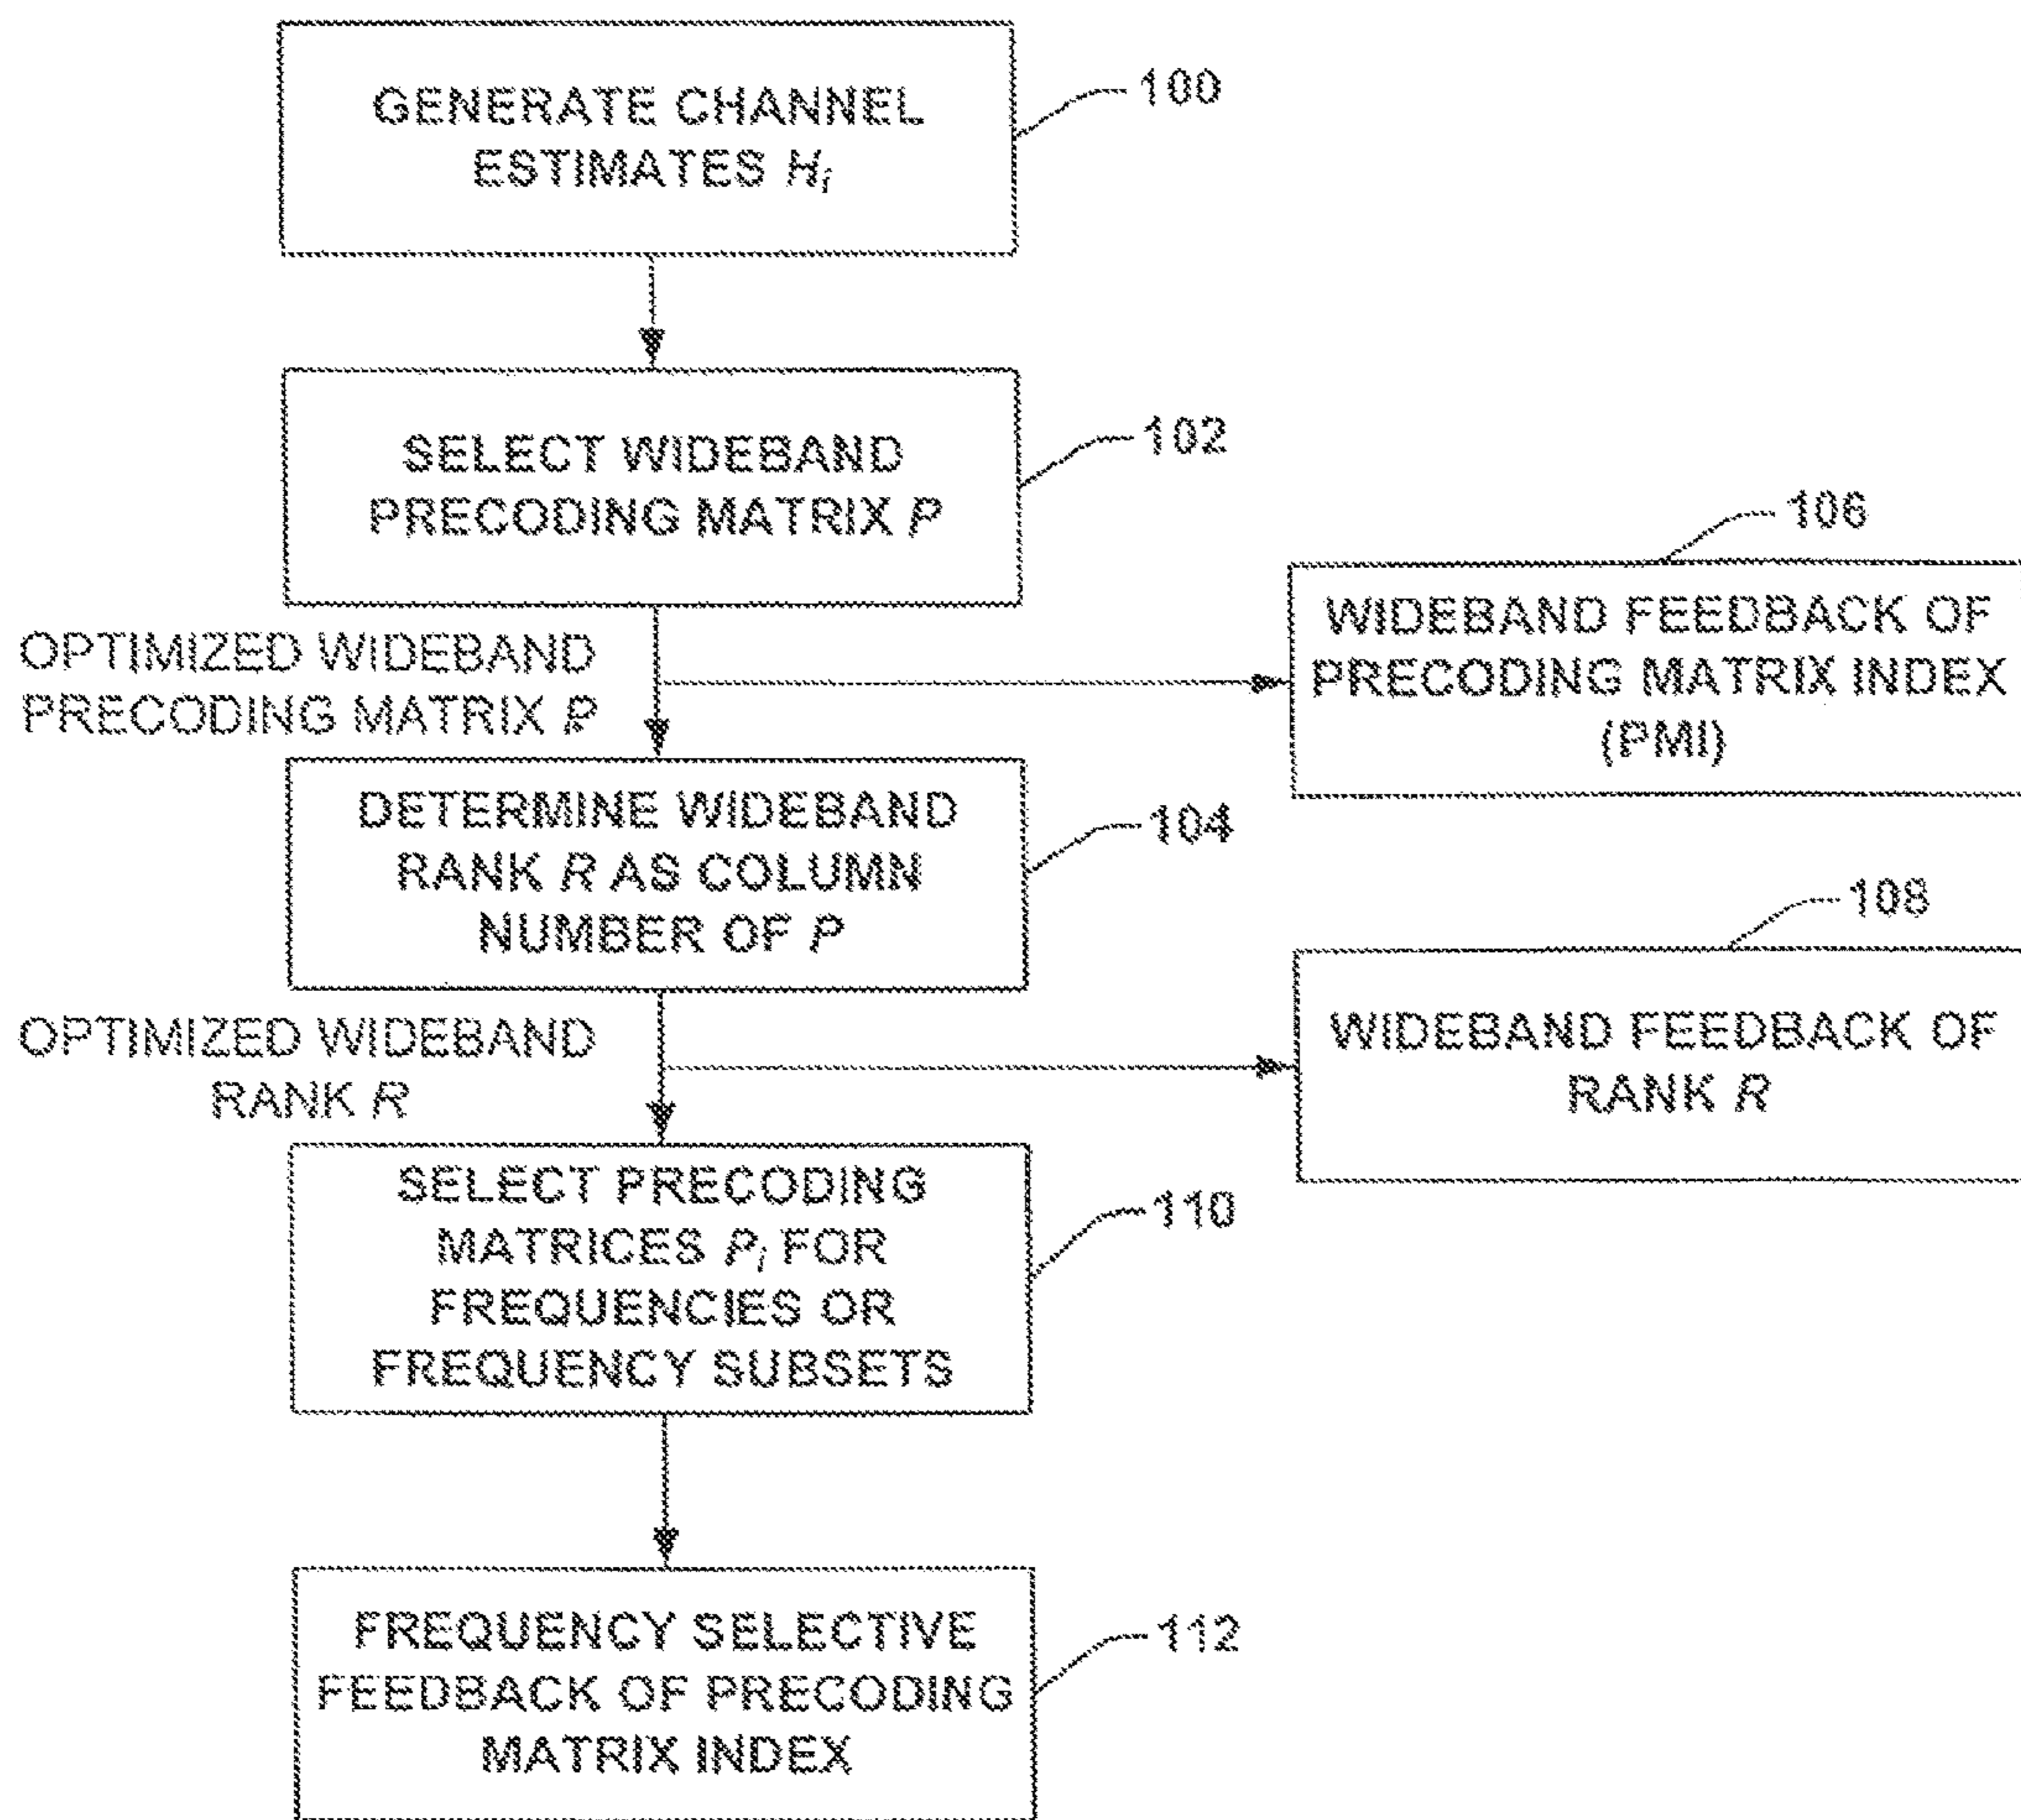 GENERATE CHANNEL
ESTIMATES Hi
100
SELECT WIDEBAND
PRECODING MATRIX P
102
OPTIMIZED WIDEBAND
PRECODING MATRIX P
106
WIDEBAND FEEDBACK OF
PRECODING MATRIX INDEX
(PMI)
DETERMINE WIDEBAND
RANK R AS COLUMN
NUMBER OF P
104
OPTIMIZED WIDEBAND
RANK R
108
WIDEBAND FEEDBACK OF
RANK R
SELECT PRECODING
MATRICES Pi FOR
FREQUENCIES OR
FREQUENCY SUBSETS
110
FREQUENCY SELECTIVE
FEEDBACK OF PRECODING
MATRIX INDEX
112